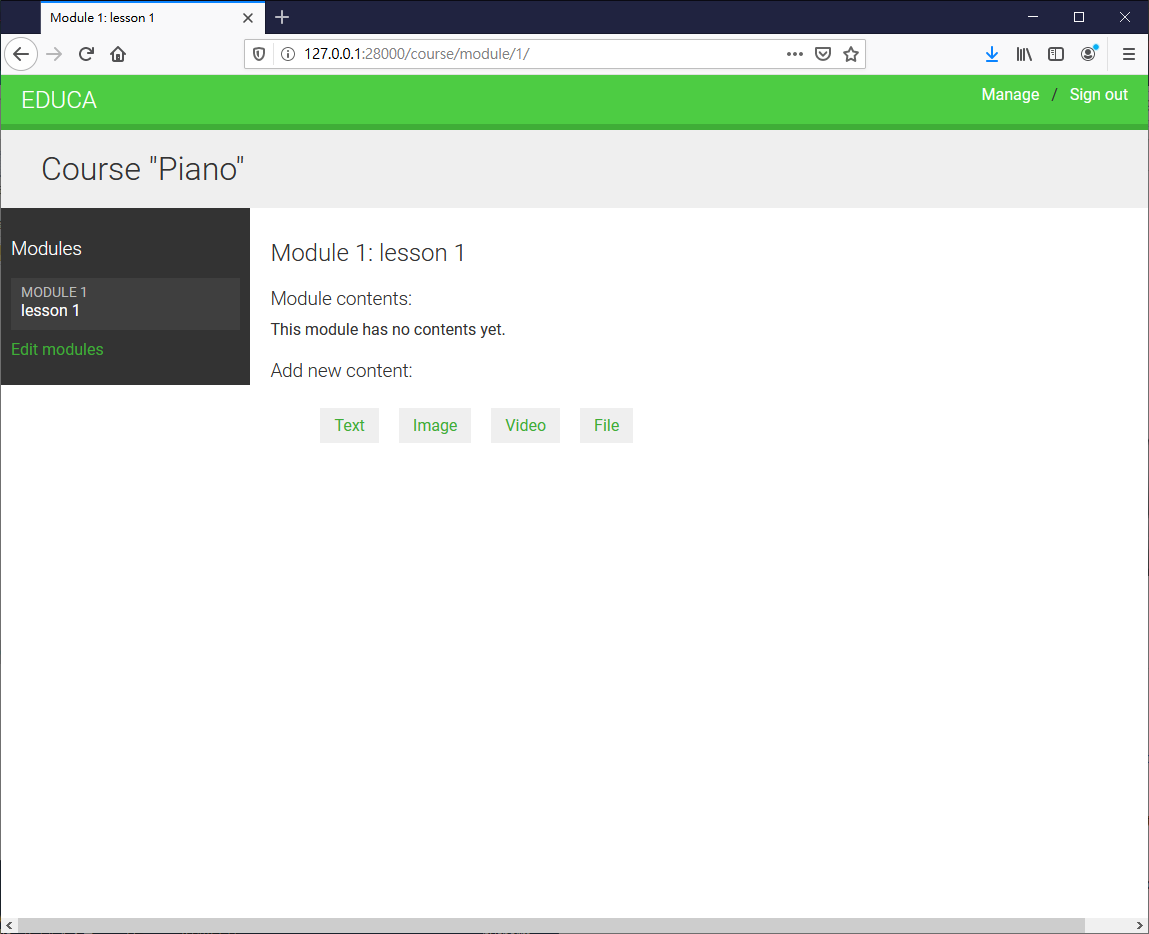 Module 1: lesson 1
127.0.0.1:28000/course/module/1/
EDUCA
Manage / Sign out
Course "Piano"
Modules
MODULE 1
lesson 1
Edit modules
Module 1: lesson 1
Module contents:
This module has no contents yet.
Add new content:
Text Image Video File